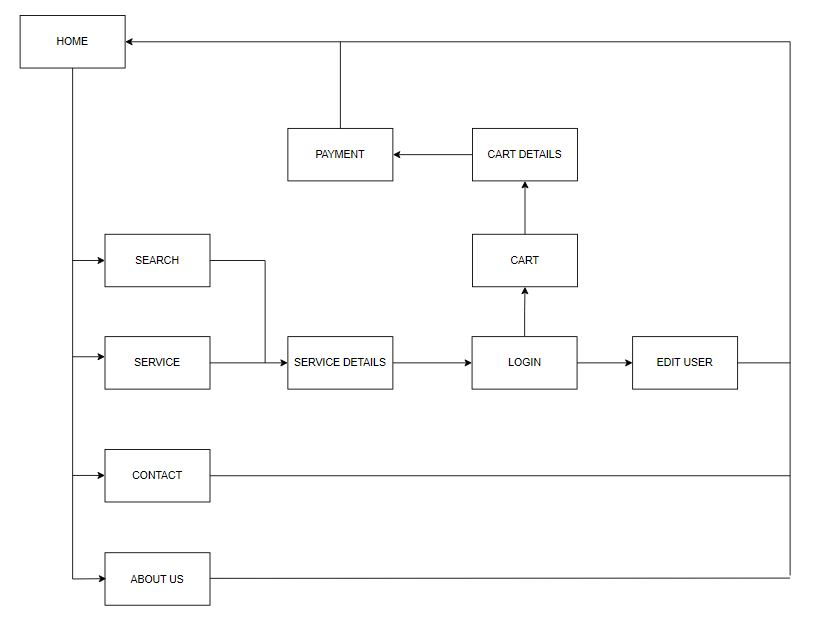 HOME
PAYMENT
CART DETAILS
SEARCH
CART
SERVICE
SERVICE DETAILS
LOGIN
EDIT USER
CONTACT
ABOUT US